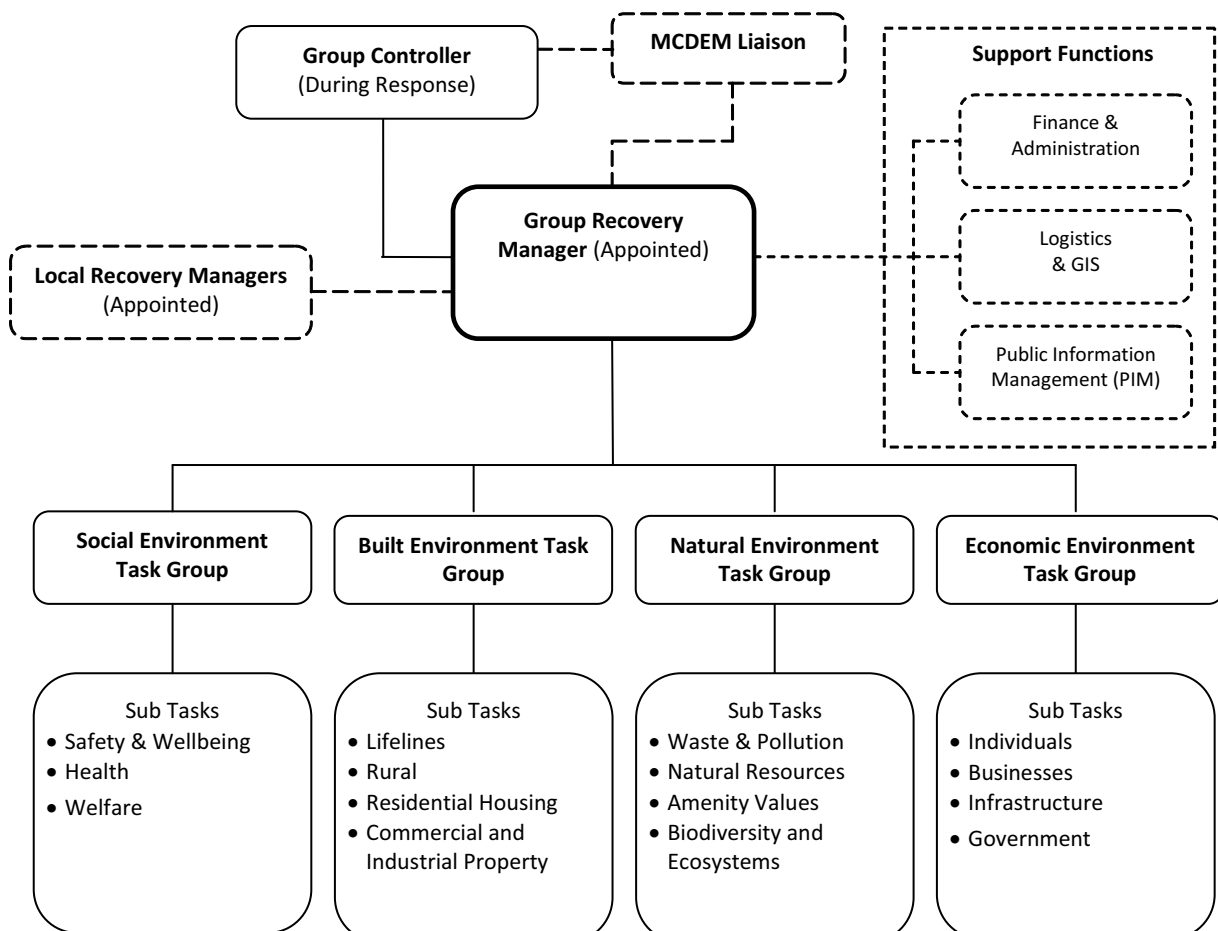 Group Controller
(During Response)
MCDEM Liaison
Support Functions
Finance &
Administration
Logistics
& GIS
Public Information
Management (PIM)
Group Recovery
Manager (Appointed)
Local Recovery Managers
(Appointed)
Social Environment
Task Group
Built Environment Task
Group
Natural Environment
Task Group
Economic Environment
Task Group
Sub Tasks
• Safety & Wellbeing
• Health
• Welfare
Sub Tasks
• Lifelines
• Rural
• Residential Housing
• Commercial and
Industrial Property
Sub Tasks
• Waste & Pollution
• Natural Resources
• Amenity Values
• Biodiversity and
Ecosystems
Sub Tasks
• Individuals
• Businesses
• Infrastructure
• Government